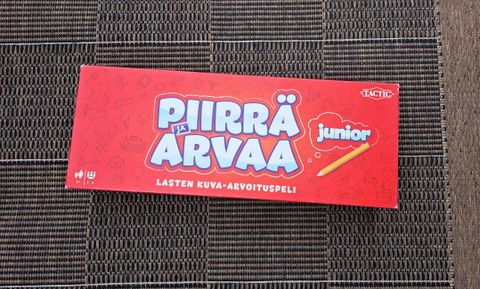 TACTIC
PIIRRÄ
JA
ARVAA
junior
LASTEN KUVA-ARVOITUSPELI